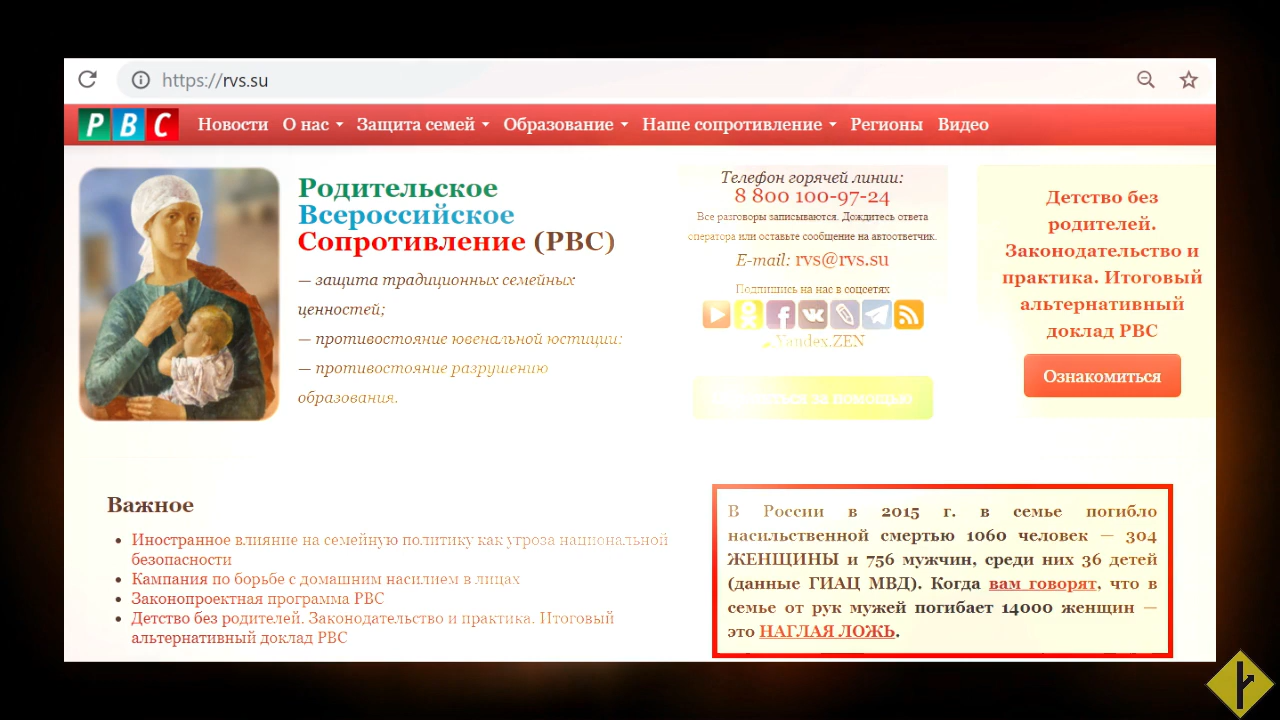 https://rvs.su
РВС Новости О нас Защита семей Образование Наше сопротивление Регионы Видео
Родительское
Всероссийское
Сопротивление (РВС)
— защита традиционных семейных
ценностей;
— противостояние ювенальной юстиции:
— противостояние разрушению
образования.
Телефон горячей линии:
8 800 100-97-24
Все разговоры записываются. Дождитесь ответа
оператора или оставьте сообщение на автоответчик.
E-mail: rvs@rvs.su
Подпишись на нас в соцсетях
Yandex.ZEN
за помощью
Детство без
родителей.
Законодательство и
практика. Итоговый
альтернативный
доклад РВС
Ознакомиться
Важное
Иностранное влияние на семейную политику как угроза национальной
безопасности
Кампания по борьбе с домашним насилием в лицах
Законопроектная программа РВС
Детство без родителей. Законодательство и практика. Итоговый
альтернативный доклад РВС
В России в 2015 г. в семье погибло
насильственной смертью 1060 человек — 304
ЖЕНЩИНЫ и 756 мужчин, среди них 36 детей
(данные ГИАЦ МВД). Когда вам говорят, что в
семье от рук мужей погибает 14000 женщин —
это НАГЛАЯ ЛОЖЬ.